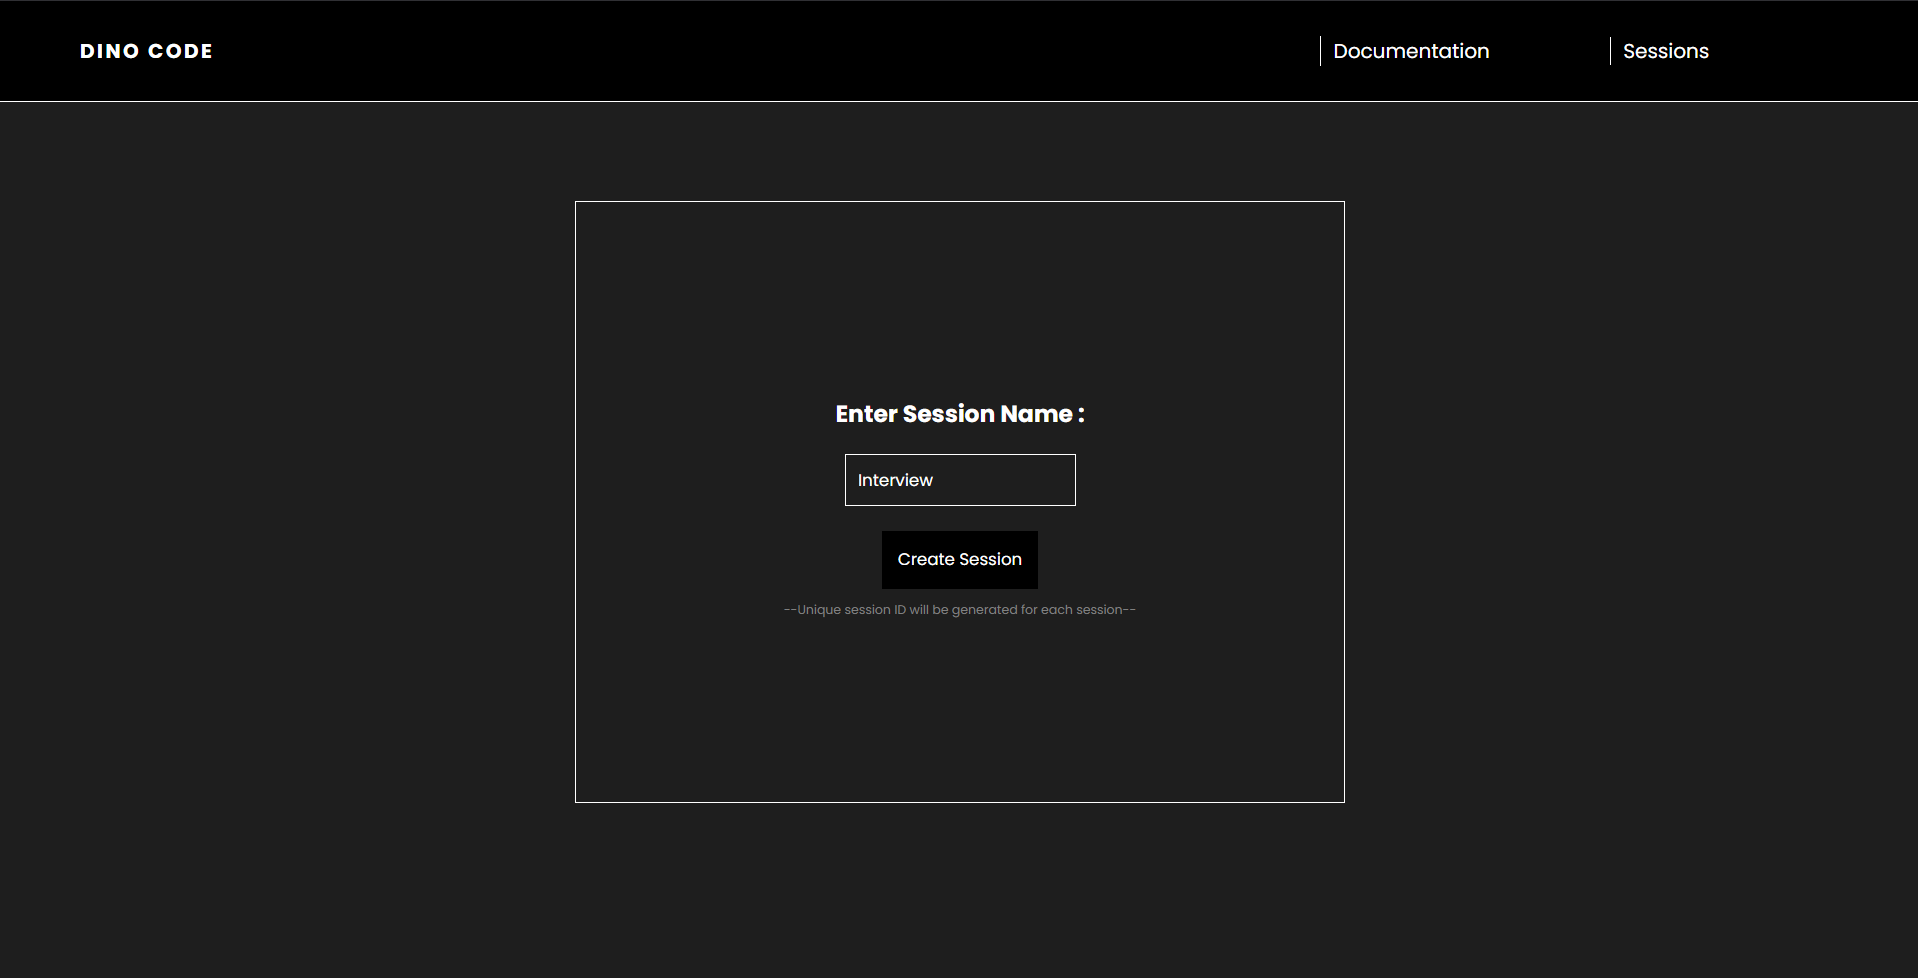 DINO CODE
Documentation
Sessions
Enter Session Name :
Interview
Create Session
--Unique session ID will be generated for each session--